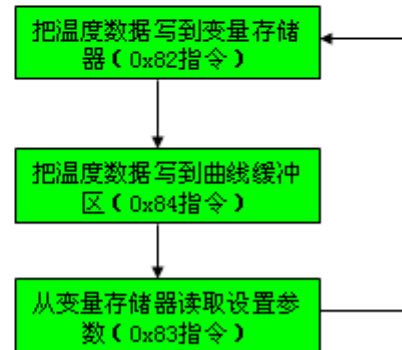 把温度数据写到变量存储
器（0x82指令）
把温度数据写到曲线缓冲
区（0x84指令）
从变量存储器读取设置参
数（0x83指令）